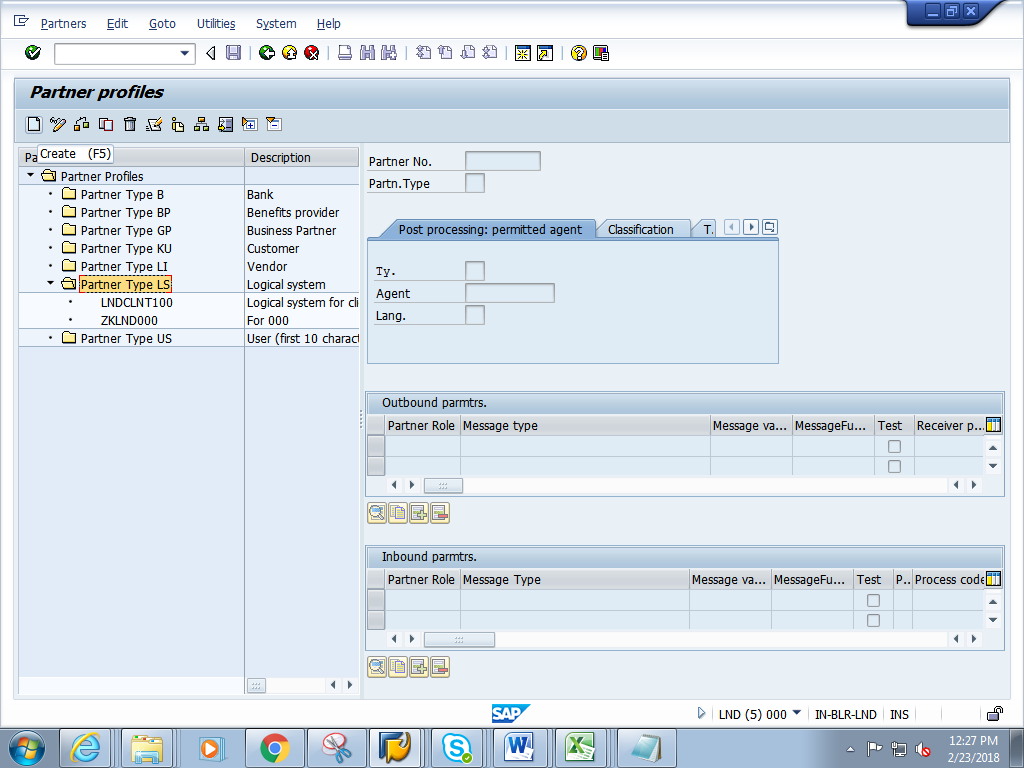 Partners Edit Goto Utilities System Help
Partner profiles
Create (F5)
Pa Description
Partner Profiles
Partner Type B Bank
Partner Type BP Benefits provider
Partner Type GP Business Partner
Partner Type KU Customer
Partner Type LI Vendor
Partner Type LS Logical system
LNDCLNT100 Logical system for cli
ZKLND000 For 000
Partner Type US User (first 10 charact
Partner No.
Partn.Type
Post processing: permitted agent Classification T.
Ty.
Agent
Lang.
Outbound parmtrs.
Partner Role Message type Message va... MessageFu... Test Receiver p...
Inbound parmtrs.
Partner Role Message Type Message va... MessageFu... Test P.. Process code
SAP LND (5) 000 IN-BLR-LND INS
12:27 PM
2/23/2018